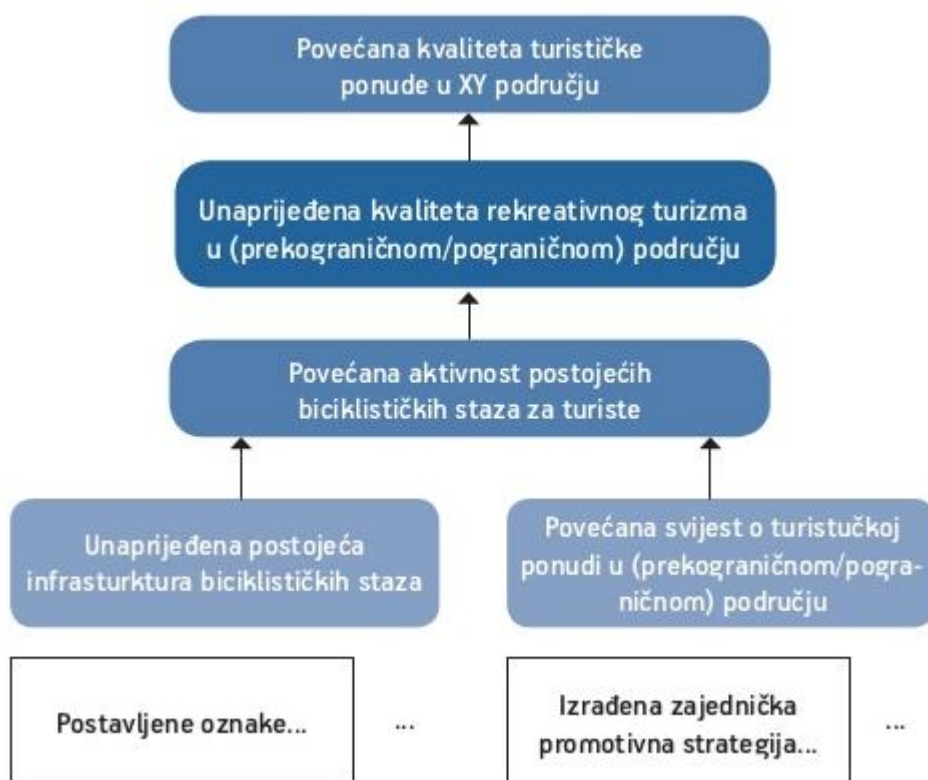 Povećana kvaliteta turističke
ponude u XY području
Unaprijeđena kvaliteta rekreativnog turizma
u (prekograničnom/pograničnom) području
Povećana aktivnost postojećih
biciklističkih staza za turiste
Unaprijeđena postojeća
infrasturktura biciklističkih staza
Povećana svijest o turistučkoj
ponudi u (prekograničnom/pogra-
ničnom) području
Postavljene oznake...
...
Izrađena zajednička
promotivna strategija...
...